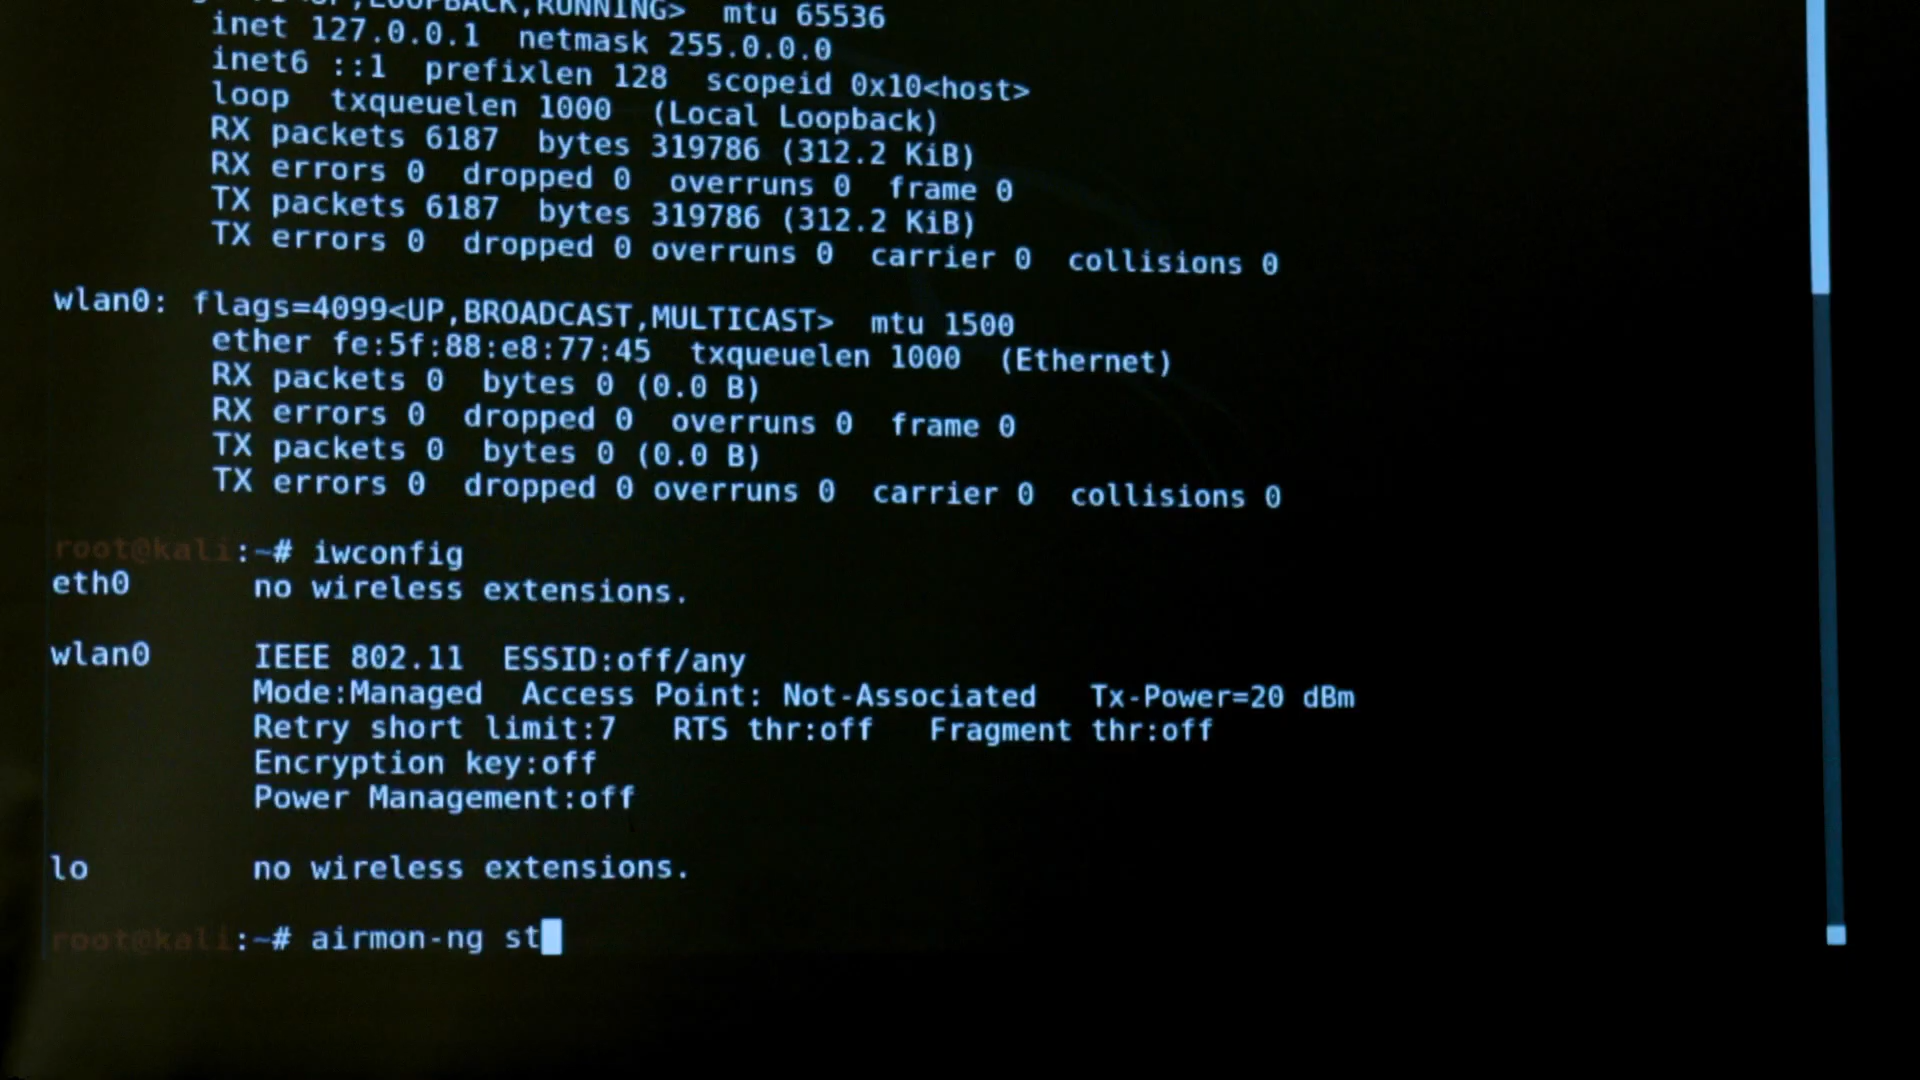 UP,LOOPBACK,RUNNING>  mtu 65536
inet 127.0.0.1  netmask 255.0.0.0
inet6 ::1  prefixlen 128  scopeid 0x10<host>
loop  txqueuelen 1000  (Local Loopback)
RX packets 6187  bytes 319786 (312.2 KiB)
RX errors 0  dropped 0  overruns 0  frame 0
TX packets 6187  bytes 319786 (312.2 KiB)
TX errors 0  dropped 0 overruns 0  carrier 0  collisions 0
wlan0: flags=4099<UP,BROADCAST,MULTICAST>  mtu 1500
ether fe:5f:88:e8:77:45  txqueuelen 1000  (Ethernet)
RX packets 0  bytes 0 (0.0 B)
RX errors 0  dropped 0  overruns 0  frame 0
TX packets 0  bytes 0 (0.0 B)
TX errors 0  dropped 0 overruns 0  carrier 0  collisions 0
root@kali:~# iwconfig
eth0      no wireless extensions.
wlan0     IEEE 802.11  ESSID:off/any
Mode:Managed  Access Point: Not-Associated   Tx-Power=20 dBm
Retry short limit:7   RTS thr:off   Fragment thr:off
Encryption key:off
Power Management:off
lo        no wireless extensions.
root@kali:~# airmon-ng st